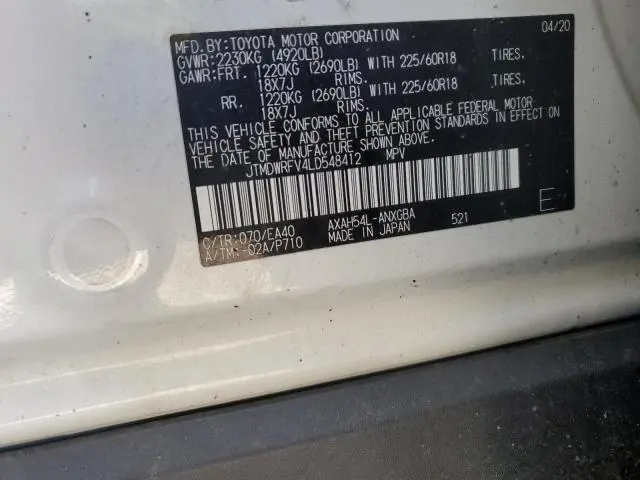 MFD.BY:TOYOTA MOTOR CORPORATION 04/20
GVWR:2230KG (4920LB)
GAWR:FRT. 1220KG (2690LB) WITH 225/60R18 TIRES.
18X7J RIMS.
RR. 1220KG (2690LB) WITH 225/60R18 TIRES.
18X7J RIMS.
THIS VEHICLE CONFORMS TO ALL APPLICABLE FEDERAL MOTOR
VEHICLE SAFETY AND THEFT PREVENTION STANDARDS IN EFFECT ON
THE DATE OF MANUFACTURE SHOWN ABOVE.
JTMDWRFV4LD548412 MPV
C/TR:070/EA40 AXAH54L-ANXGBA 521 E
A/TM:-02A/P710 MADE IN JAPAN